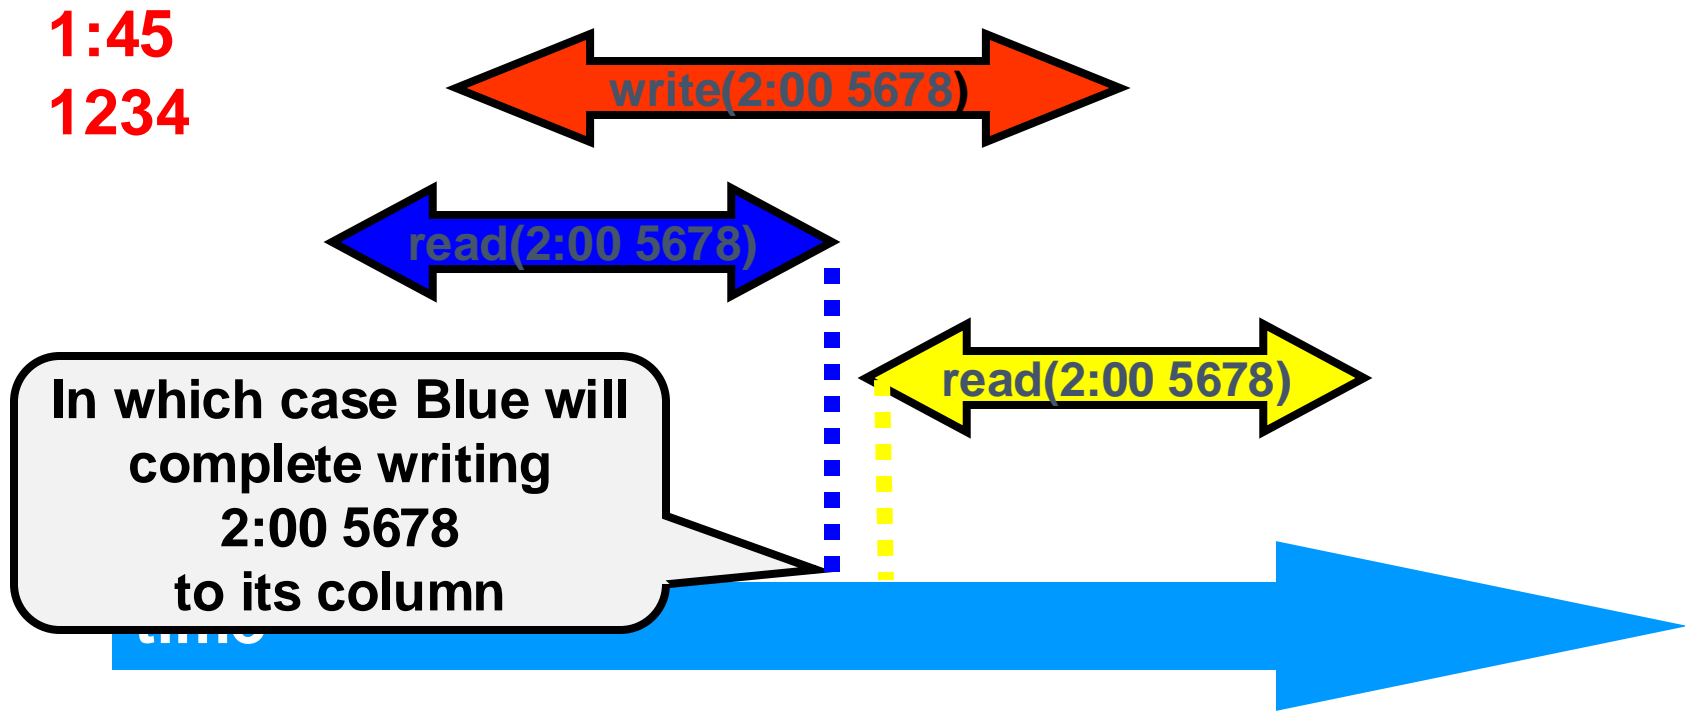 1:45
1234
write(2:00 5678)
read(2:00 5678)
read(2:00 5678)
In which case Blue will
complete writing
2:00 5678
to its column
time